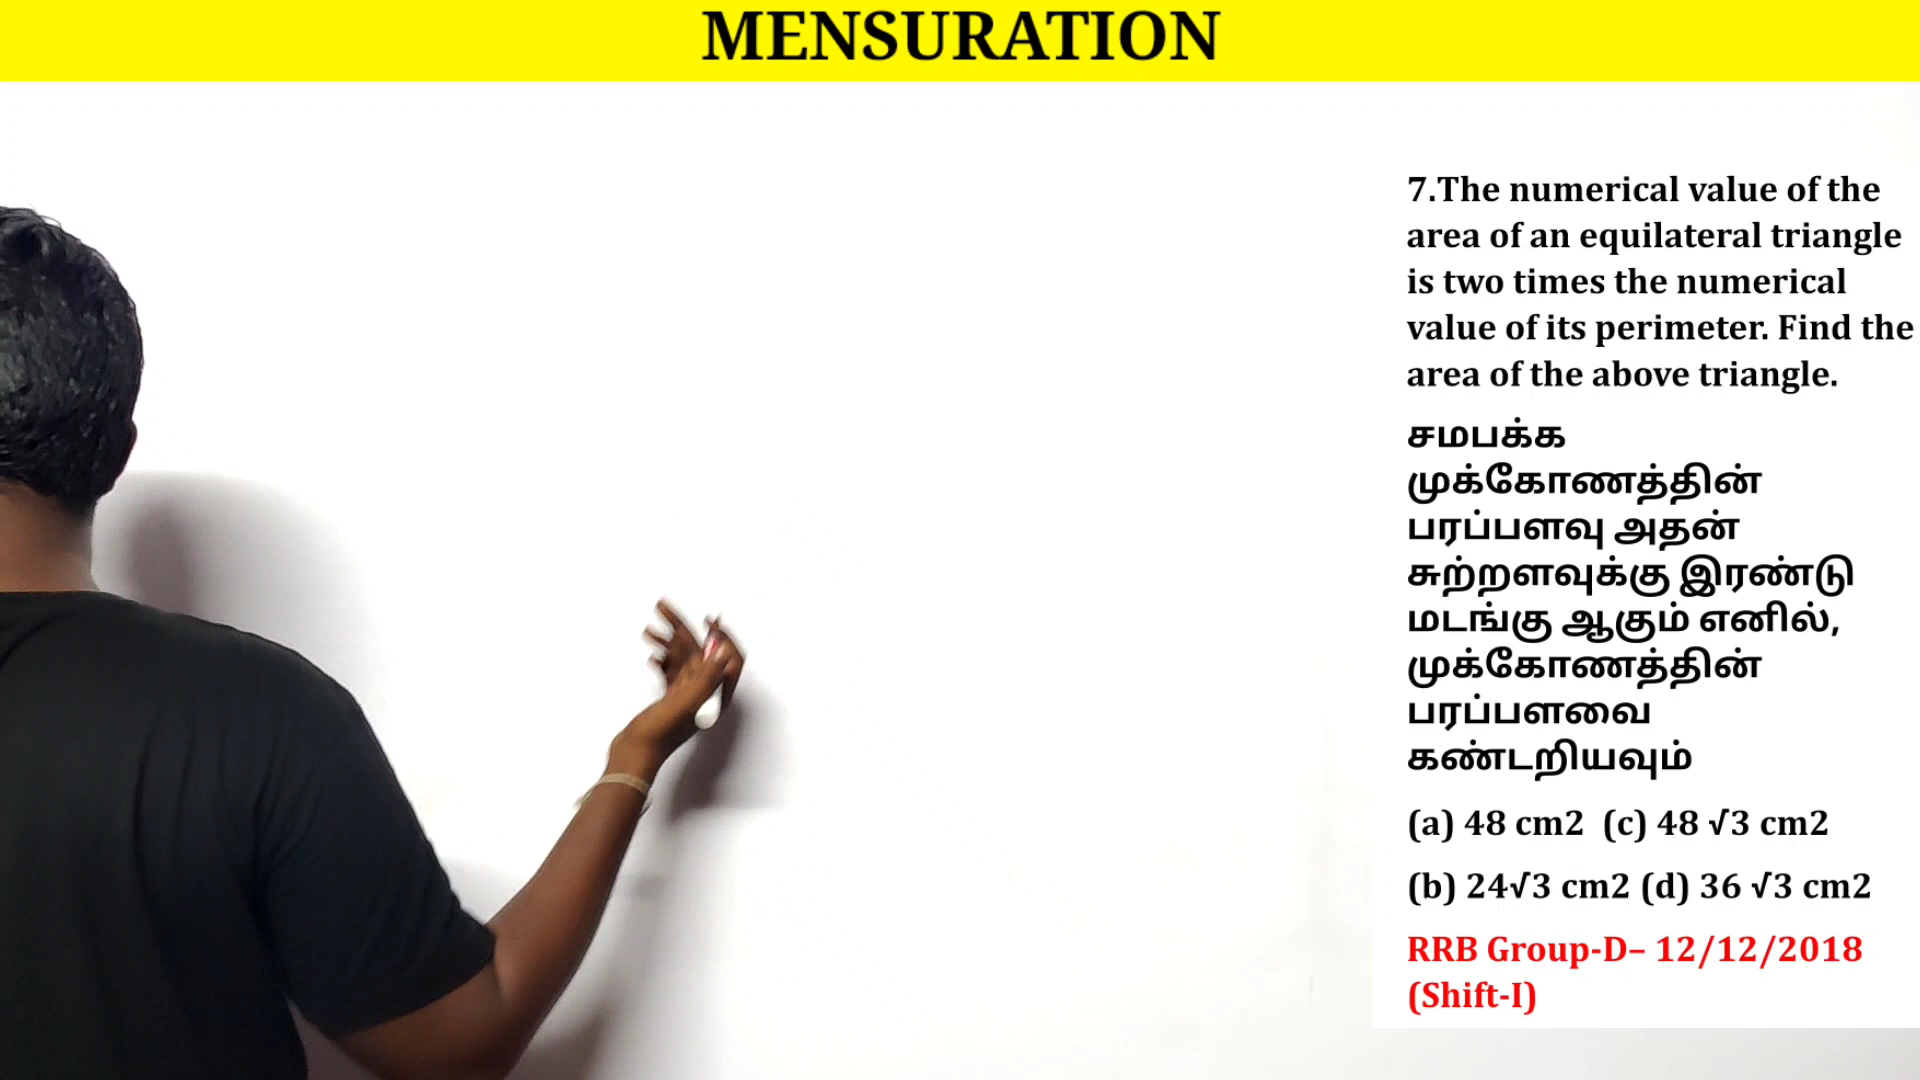 MENSURATION
7.The numerical value of the
area of an equilateral triangle
is two times the numerical
value of its perimeter. Find the
area of the above triangle.
சமபக்க
முக்கோணத்தின்
பரப்பளவு அதன்
சுற்றளவுக்கு இரண்டு
மடங்கு ஆகும் எனில்,
முக்கோணத்தின்
பரப்பளவை
கண்டறியவும்
(a) 48 cm2 (c) 48 √3 cm2
(b) 24√3 cm2 (d) 36 √3 cm2
RRB Group-D– 12/12/2018
(Shift-I)